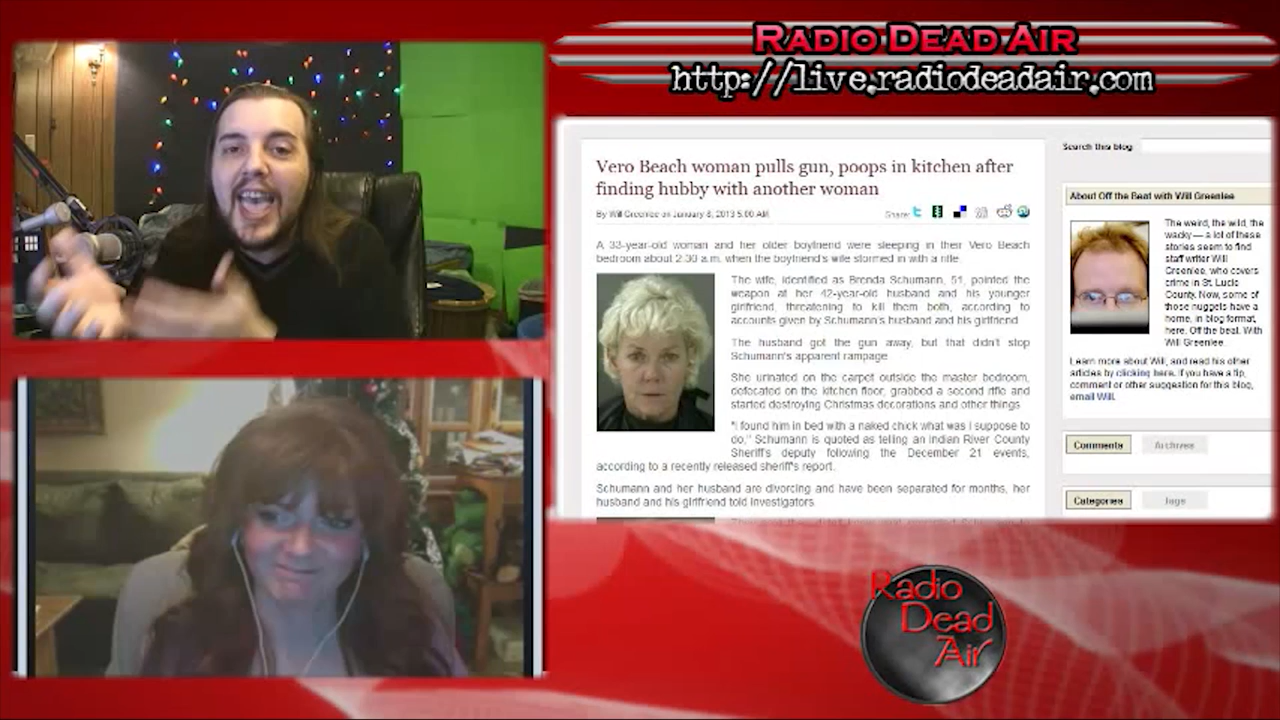 Radio Dead Air
http://live.radiodeadair.com
Vero Beach woman pulls gun, poops in kitchen after
finding hubby with another woman
By Will Greenlee on January 8, 2013 5:00 AM
Share:
A 33-year-old woman and her older boyfriend were sleeping in their Vero Beach
bedroom about 2:30 a.m. when the boyfriend's wife stormed in with a rifle.
The wife, identified as Brenda Schumann, 51, pointed the
weapon at her 42-year-old husband and his younger
girlfriend, threatening to kill them both, according to
accounts given by Schumann's husband and his girlfriend.
The husband got the gun away, but that didn't stop
Schumann's apparent rampage.
She urinated on the carpet outside the master bedroom,
defecated on the kitchen floor, grabbed a second rifle and
started destroying Christmas decorations and other things.
"I found him in bed with a naked chick what was I suppose to
do," Schumann is quoted as telling an Indian River County
Sheriff's deputy following the December 21 events,
according to a recently released sheriff's report.
Schumann and her husband are divorcing and have been separated for months, her
husband and his girlfriend told investigators.
Search this blog
About Off the Beat with Will Greenlee
The weird, the wild, the
wacky — a lot of these
stories seem to find
staff writer Will
Greenlee, who covers
crime in St. Lucie
County. Now, some of
those nuggets have a
home, in blog format,
here. Off the beat. With
Will Greenlee.
Learn more about Will, and read his other
articles by clicking here. If you have a tip,
comment or other suggestion for this blog,
email Will.
Comments Archives
Categories Tags
Radio
Dead
Air